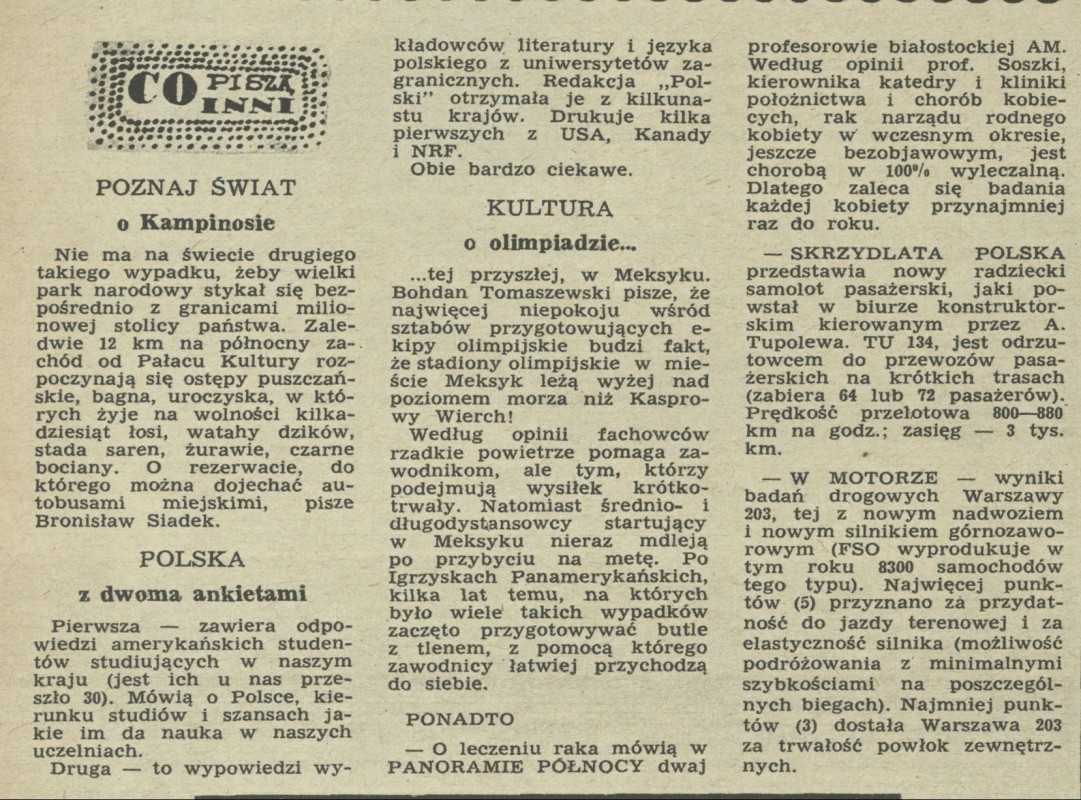 CO PISZĄ
INNI
POZNAJ ŚWIAT
o Kampinosie
Nie ma na świecie drugiego
takiego wypadku, żeby wielki
park narodowy stykał się bez-
pośrednio z granicami milio-
nowej stolicy państwa. Zale-
dwie 12 km na północny za-
chód od Pałacu Kultury roz-
poczynają się ostępy puszczań-
skie, bagna, uroczyska, w któ-
rych żyje na wolności kilka-
dziesiąt łosi, watahy dzików,
stada saren, żurawie, czarne
bociany. O rezerwacie, do
którego można dojechać au-
tobusami miejskimi, pisze
Bronisław Siadek.
POLSKA
z dwoma ankietami
Pierwsza — zawiera odpo-
wiedzi amerykańskich studen-
tów studiujących w naszym
kraju (jest ich u nas prze-
szło 30). Mówią o Polsce, kie-
runku studiów i szansach ja-
kie im da nauka w naszych
uczelniach.
Druga — to wypowiedzi wy-
kładowców literatury i języka
polskiego z uniwersytetów za-
granicznych. Redakcja „Pol-
ski" otrzymała je z kilkuna-
stu krajów. Drukuje kilka
pierwszych z USA, Kanady
i NRF.
Obie bardzo ciekawe.
KULTURA
o olimpiadzie...
...tej przyszłej, w Meksyku.
Bohdan Tomaszewski pisze, że
najwięcej niepokoju wśród
sztabów przygotowujących e-
kipy olimpijskie budzi fakt,
że stadiony olimpijskie w mie-
ście Meksyk leżą wyżej nad
poziomem morza niż Kaspro-
wy Wierch!
Według opinii fachowców
rzadkie powietrze pomaga za-
wodnikom, ale tym, którzy
podejmują wysiłek krótko-
trwały. Natomiast średnio- i
długodystansowcy startujący
w Meksyku nieraz mdleją
po przybyciu na metę. Po
Igrzyskach Panamerykańskich,
kilka lat temu, na których
było wiele takich wypadków
zaczęto przygotowywać butle
z tlenem, z pomocą którego
zawodnicy łatwiej przychodzą
do siebie.
PONADTO
— O leczeniu raka mówią w
PANORAMIE PÓŁNOCY dwaj
profesorowie białostockiej AM.
Według opinii prof. Soszki,
kierownika katedry i kliniki
położnictwa i chorób kobie-
cych, rak narządu rodnego
kobiety w wczesnym okresie,
jeszcze bezobjawowym, jest
chorobą w 100% wyleczalną.
Dlatego zaleca się badania
każdej kobiety przynajmniej
raz do roku.
— SKRZYDLATA POLSKA
przedstawia nowy radziecki
samolot pasażerski, jaki po-
wstał w biurze konstruktor-
skim kierowanym przez A.
Tupolewa. TU 134, jest odrzu-
towcem do przewozów pasa-
żerskich na krótkich trasach
(zabiera 64 lub 72 pasażerów).
Prędkość przelotowa 800—880
km na godz.; zasięg — 3 tys.
km.
— W MOTORZE — wyniki
badań drogowych Warszawy
203, tej z nowym nadwoziem
i nowym silnikiem górnozawo-
rowym (FSO wyprodukuje w
tym roku 8300 samochodów
tego typu). Najwięcej punk-
tów (5) przyznano za przydat-
ność do jazdy terenowej i za
elastyczność silnika (możliwość
podróżowania z minimalnymi
szybkościami na poszczegól-
nych biegach). Najmniej punk-
tów (3) dostała Warszawa 203
za trwałość powłok zewnętrz-
nych.